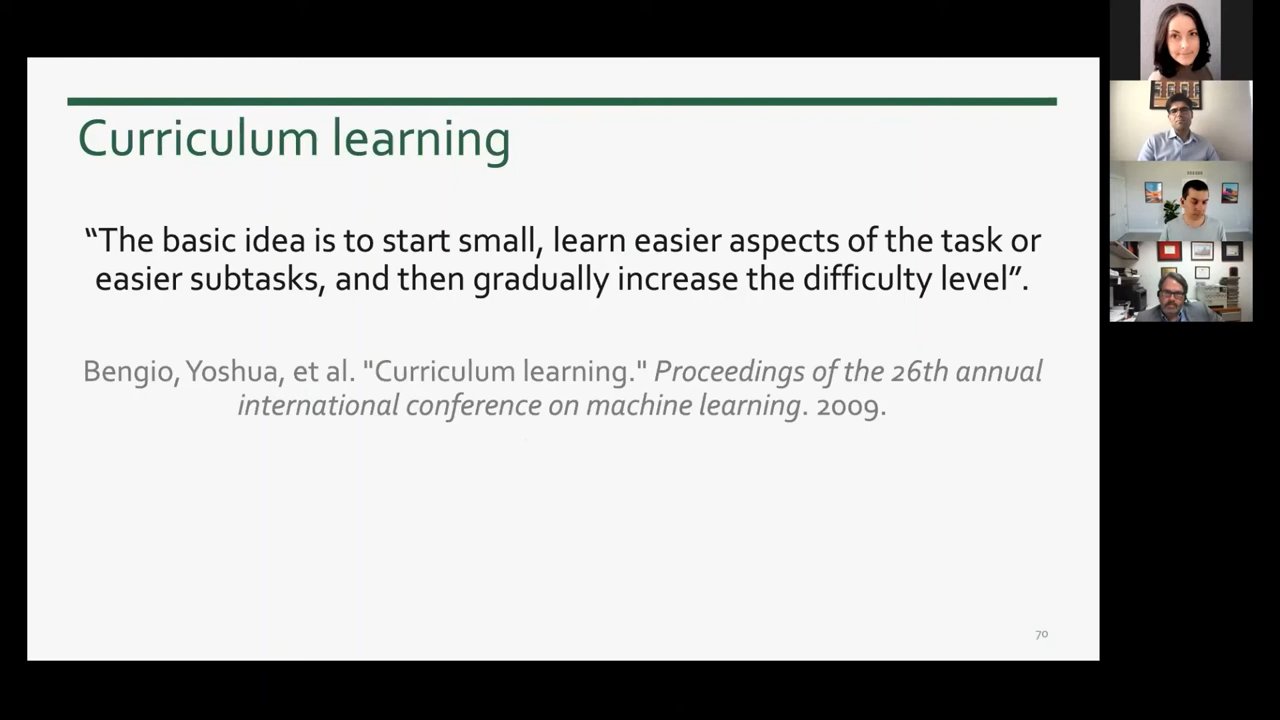 Curriculum learning
“The basic idea is to start small, learn easier aspects of the task or
easier subtasks, and then gradually increase the difficulty level”.
Bengio, Yoshua, et al. "Curriculum learning." Proceedings of the 26th annual
international conference on machine learning. 2009.
70